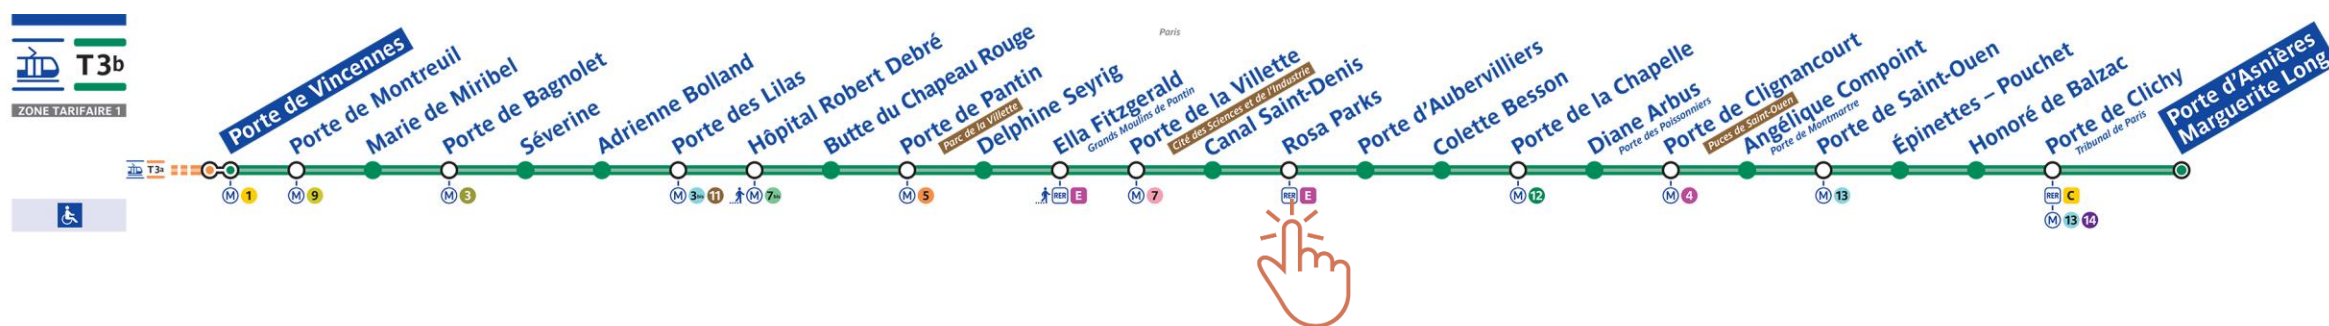 T3b
ZONE TARIFAIRE 1
Paris
T3a
Porte de Vincennes
M 1
Porte de Montreuil
M 9
Marie de Miribel
Porte de Bagnolet
M 3
Séverine
Adrienne Bolland
Porte des Lilas
M 3bis 11
Hôpital Robert Debré
M 7bis
Butte du Chapeau Rouge
Porte de Pantin
Parc de la Villette
M 5
Delphine Seyrig
Ella Fitzgerald
Grands Moulins de Pantin
RER E
Porte de la Villette
Cité des Sciences et de l'Industrie
M 7
Canal Saint-Denis
Rosa Parks
RER E
Porte d'Aubervilliers
Colette Besson
Porte de la Chapelle
M 12
Diane Arbus
Porte des Poissonniers
Porte de Clignancourt
Puces de Saint-Ouen
M 4
Angélique Compoint
Porte de Montmartre
Porte de Saint-Ouen
M 13
Épinettes – Pouchet
Honoré de Balzac
Porte de Clichy
Tribunal de Paris
RER C
M 13 14
Porte d'Asnières
Marguerite Long